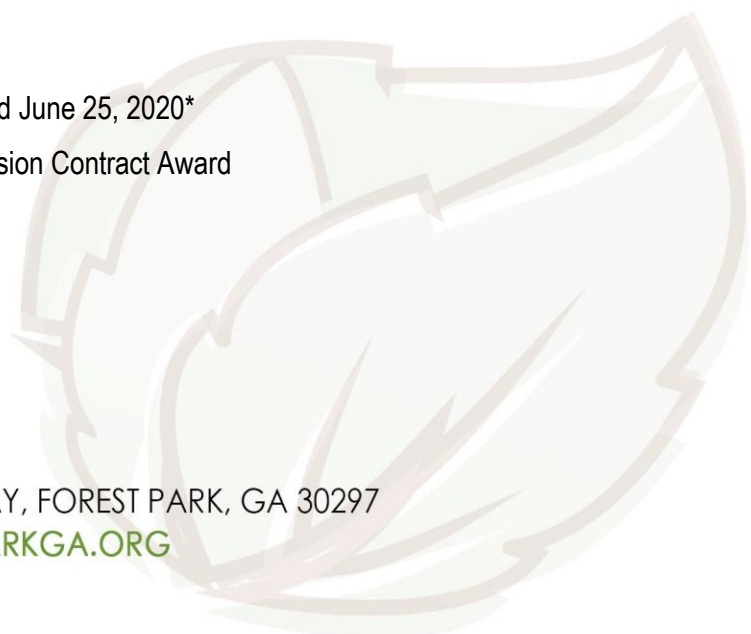 d June 25, 2020*
sion Contract Award
Y, FOREST PARK, GA 30297
RKGA.ORG